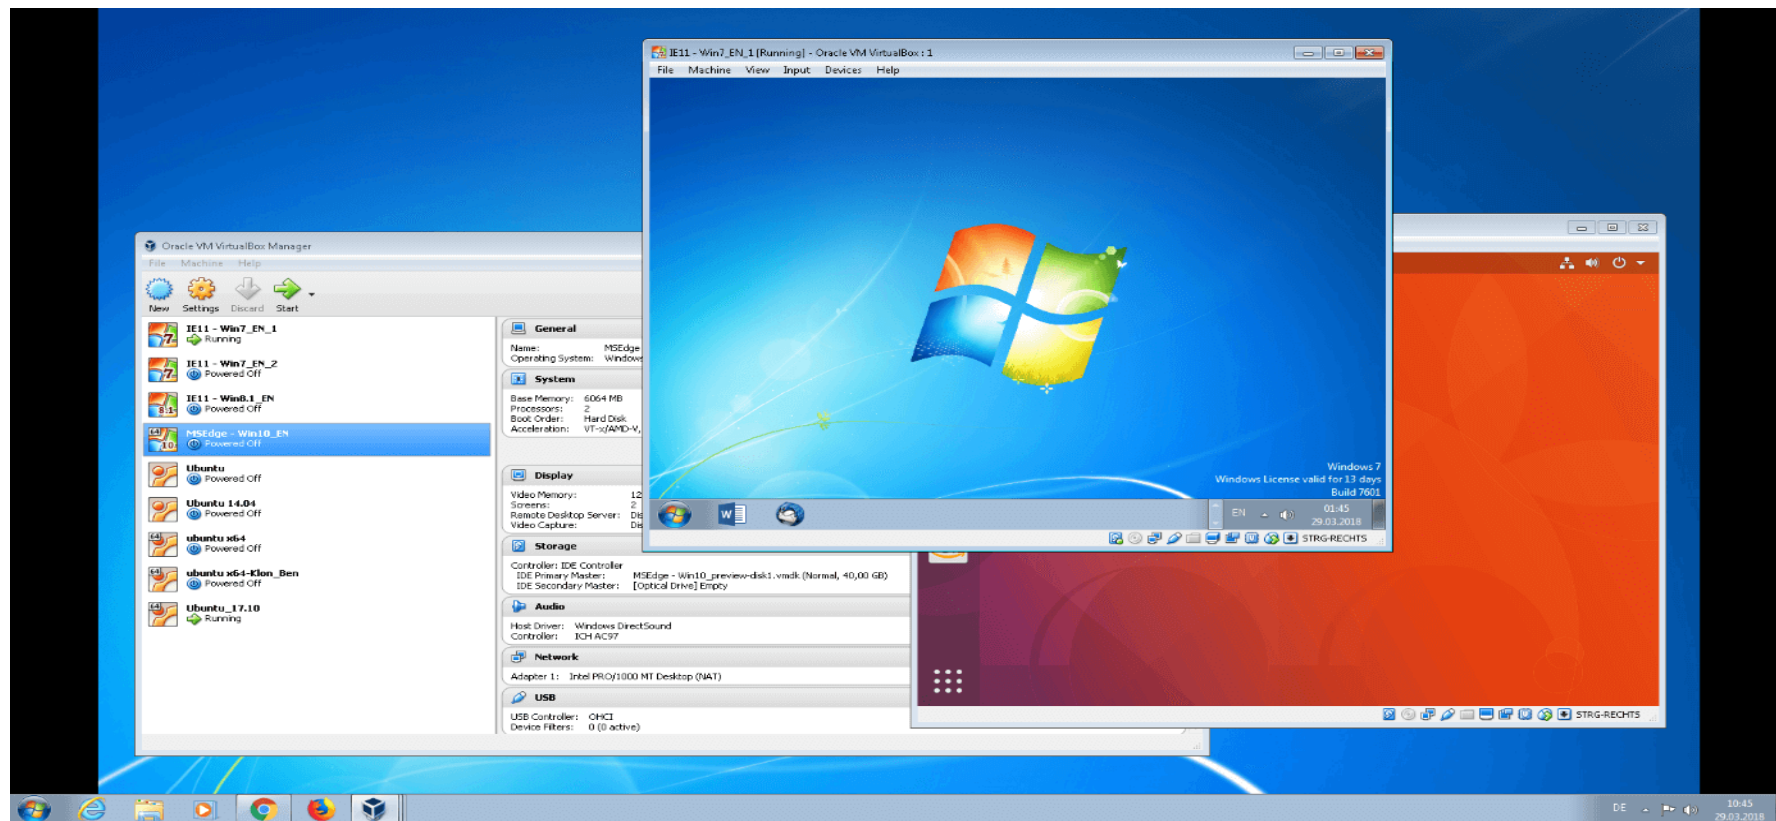 IE11 - Win7_EN_1 [Running] - Oracle VM VirtualBox : 1
File Machine View Input Devices Help
Windows 7
Windows License valid for 13 days
Build 7601
EN
01:45
29.03.2018
STRG-RECHTS
Oracle VM VirtualBox Manager
File Machine Help
New Settings Discard Start
IE11 - Win7_EN_1
Running
IE11 - Win7_EN_2
Powered Off
IE11 - Win8.1_EN
Powered Off
MSEdge - Win10_EN
Powered Off
Ubuntu
Powered Off
Ubuntu 14.04
Powered Off
ubuntu x64
Powered Off
ubuntu x64-Klon_Ben
Powered Off
Ubuntu_17.10
Running
General
Name: MSEdge
Operating System: Windows
System
Base Memory: 6064 MB
Processors: 2
Boot Order: Hard Disk
Acceleration: VT-x/AMD-V,
Display
Video Memory: 12
Screens: 2
Remote Desktop Server: Dis
Video Capture: Dis
Storage
Controller: IDE Controller
IDE Primary Master: MSEdge - Win10_preview-disk1.vmdk (Normal, 40,00 GB)
IDE Secondary Master: [Optical Drive] Empty
Audio
Host Driver: Windows DirectSound
Controller: ICH AC97
Network
Adapter 1: Intel PRO/1000 MT Desktop (NAT)
USB
USB Controller: OHCI
Device Filters: 0 (0 active)
STRG-RECHTS
DE
10:45
29.03.2018